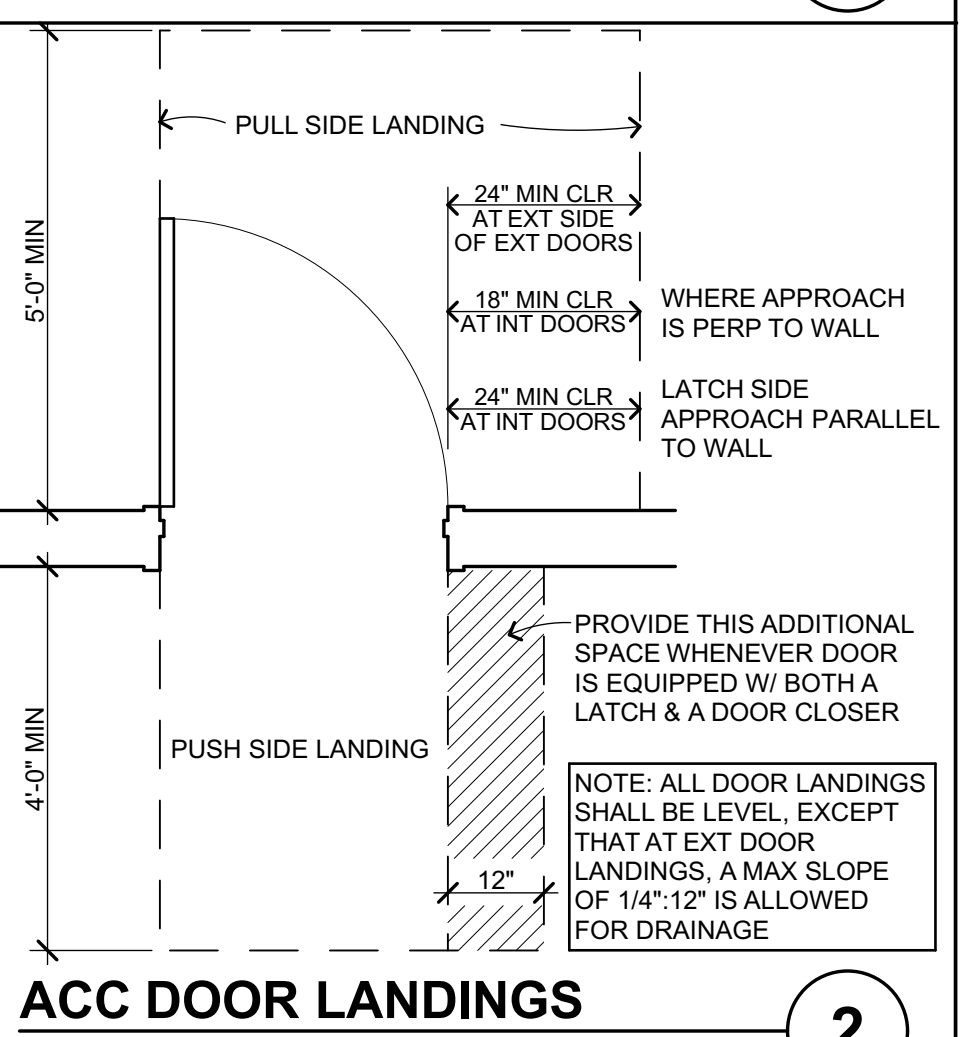 PULL SIDE LANDING
24" MIN CLR
AT EXT SIDE
OF EXT DOORS
5'-0" MIN
18" MIN CLR
AT INT DOORS
WHERE APPROACH
IS PERP TO WALL
24" MIN CLR
AT INT DOORS
LATCH SIDE
APPROACH PARALLEL
TO WALL
PROVIDE THIS ADDITIONAL
SPACE WHENEVER DOOR
IS EQUIPPED W/ BOTH A
LATCH & A DOOR CLOSER
4'-0" MIN
PUSH SIDE LANDING
12"
NOTE: ALL DOOR LANDINGS
SHALL BE LEVEL, EXCEPT
THAT AT EXT DOOR
LANDINGS, A MAX SLOPE
OF 1/4":12" IS ALLOWED
FOR DRAINAGE
ACC DOOR LANDINGS
2